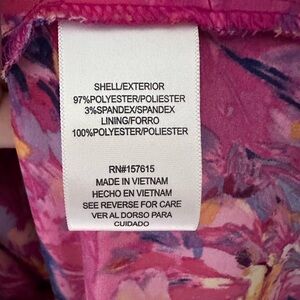 SHELL/EXTERIOR
97%POLYESTER/POLIESTER
3%SPANDEX/SPANDEX
LINING/FORRO
100%POLYESTER/POLIESTER
RN#157615
MADE IN VIETNAM
HECHO EN VIETNAM
SEE REVERSE FOR CARE
VER AL DORSO PARA
CUIDADO